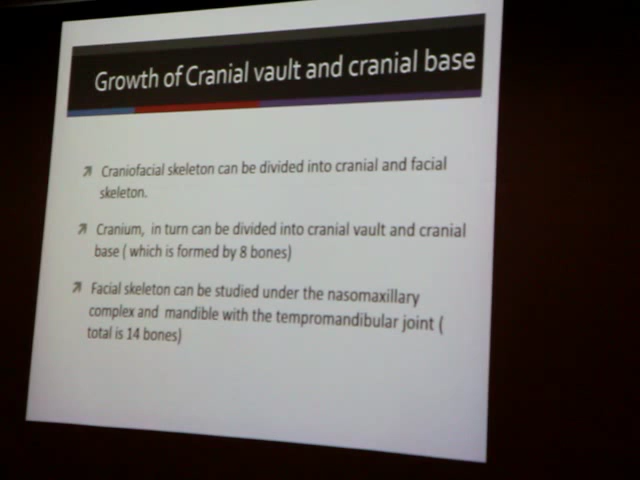 Growth of Cranial vault and cranial base
Craniofacial skeleton can be divided into cranial and facial
skeleton.
Cranium, in turn can be divided into cranial vault and cranial
base ( which is formed by 8 bones)
Facial skeleton can be studied under the nasomaxillary
complex and mandible with the tempromandibular joint (
total is 14 bones)